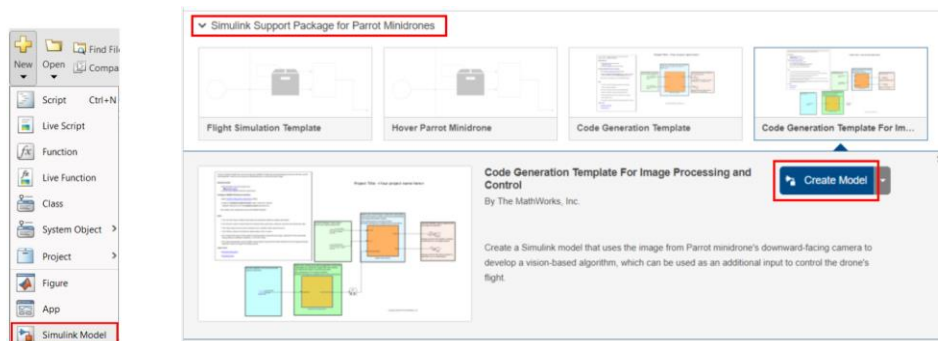 New
Open
Find Fil
Compa
Script Ctrl+N
Live Script
Function
Live Function
Class
System Object
Project
Figure
App
Simulink Model
Simulink Support Package for Parrot Minidrones
Flight Simulation Template
Hover Parrot Minidrone
Code Generation Template
Code Generation Template For Im...
Code Generation Template For Image Processing and
Control
By The MathWorks, Inc.
Create Model
Create a Simulink model that uses the image from Parrot minidrone's downward-facing camera to
develop a vision-based algorithm, which can be used as an additional input to control the drone's
flight.